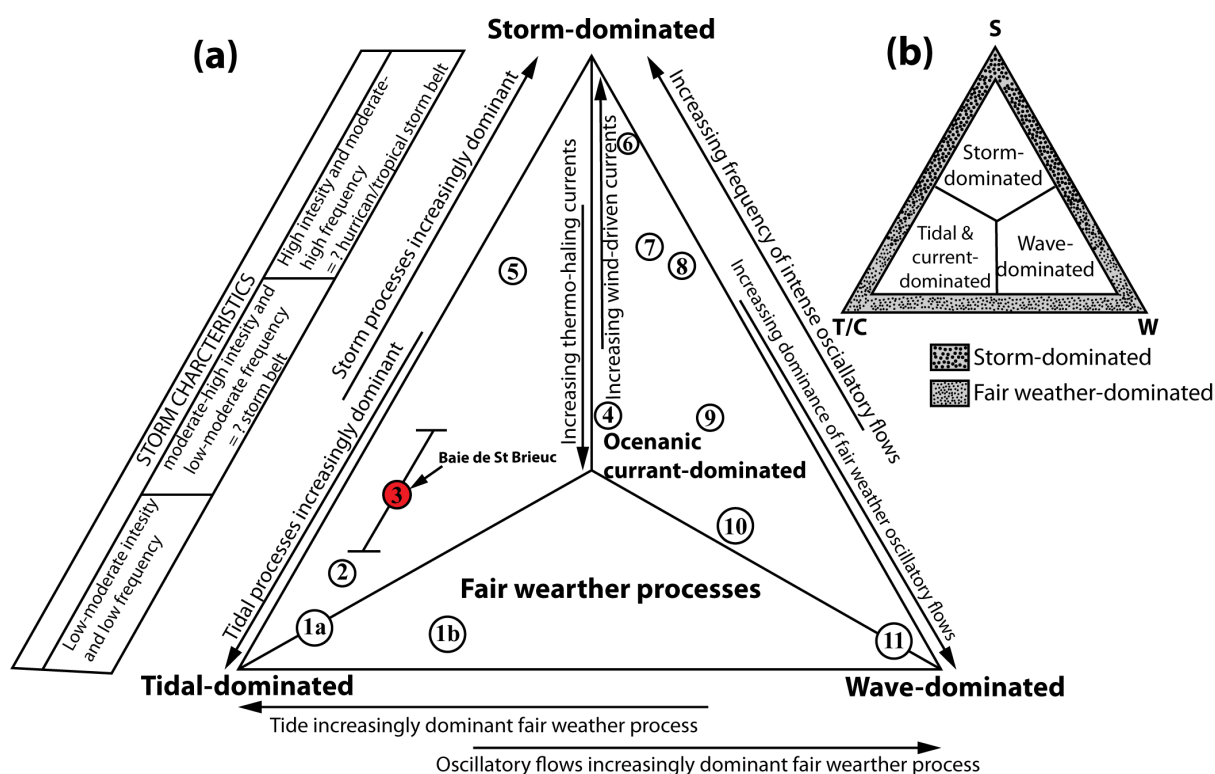 (a)
Storm-dominated
(b)
S
Storm-
dominated
Tidal &
current-
dominated
Wave-
dominated
T/C
W
Storm-dominated
Fair weather-dominated
STORM CHARCTERISTICS
High intesity and moderate-
high frequency
= ? hurrican/tropical storm belt
moderate-high intesity and
low-moderate frequency
= ? storm belt
Low-moderate intesity
and low frequency
Storm processes increasingly dominant
Tidal processes increasingly dominant
Increasing thermo-haling currents
Increasing wind-driven currents
Increassing frequency of intense osciallatory flows
Increassing dominance of fair weather oscillatory flows
6
7
8
5
4
9
Ocenanic
currant-dominated
Baie de St Brieuc
3
10
2
Fair wearther processes
1a
1b
11
Tidal-dominated
Wave-dominated
Tide increasingly dominant fair weather process
Oscillatory flows increasingly dominant fair wearther process